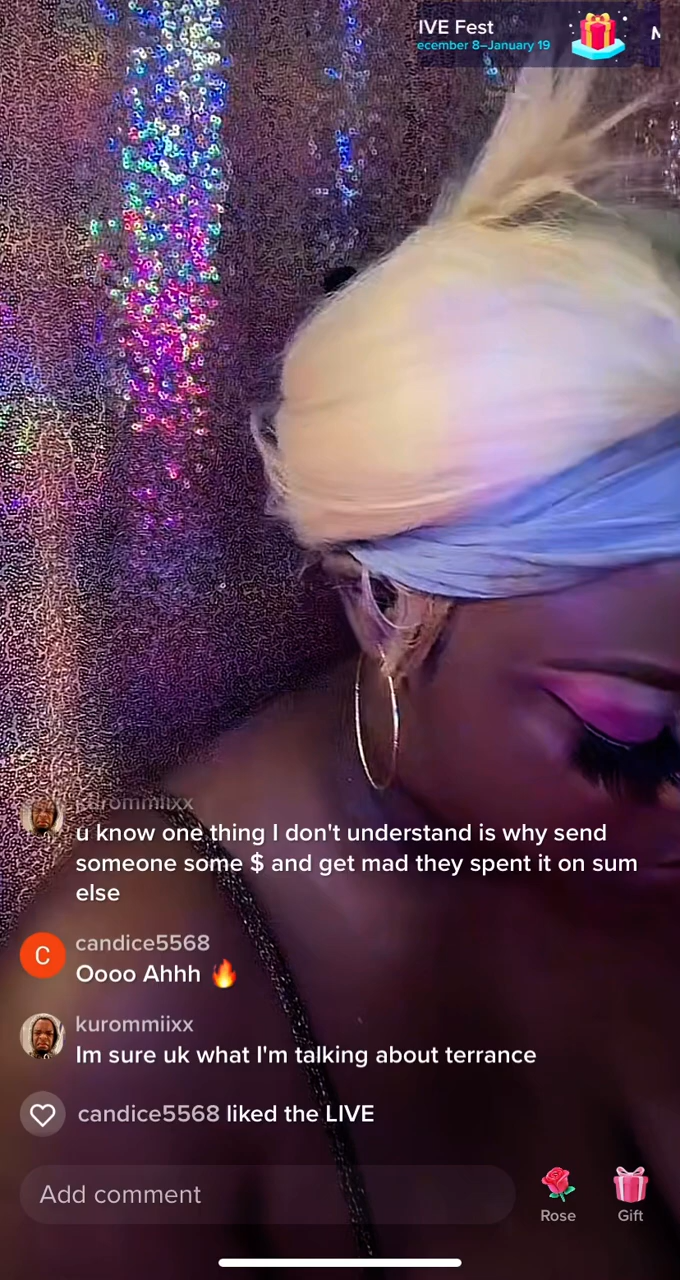 IVE Fest
ecember 8–January 19
kurommiixx
u know one thing I don't understand is why send
someone some $ and get mad they spent it on sum
else
C
candice5568
Oooo Ahhh 🔥
kurommiixx
Im sure uk what I'm talking about terrance
candice5568 liked the LIVE
Add comment
Rose
Gift